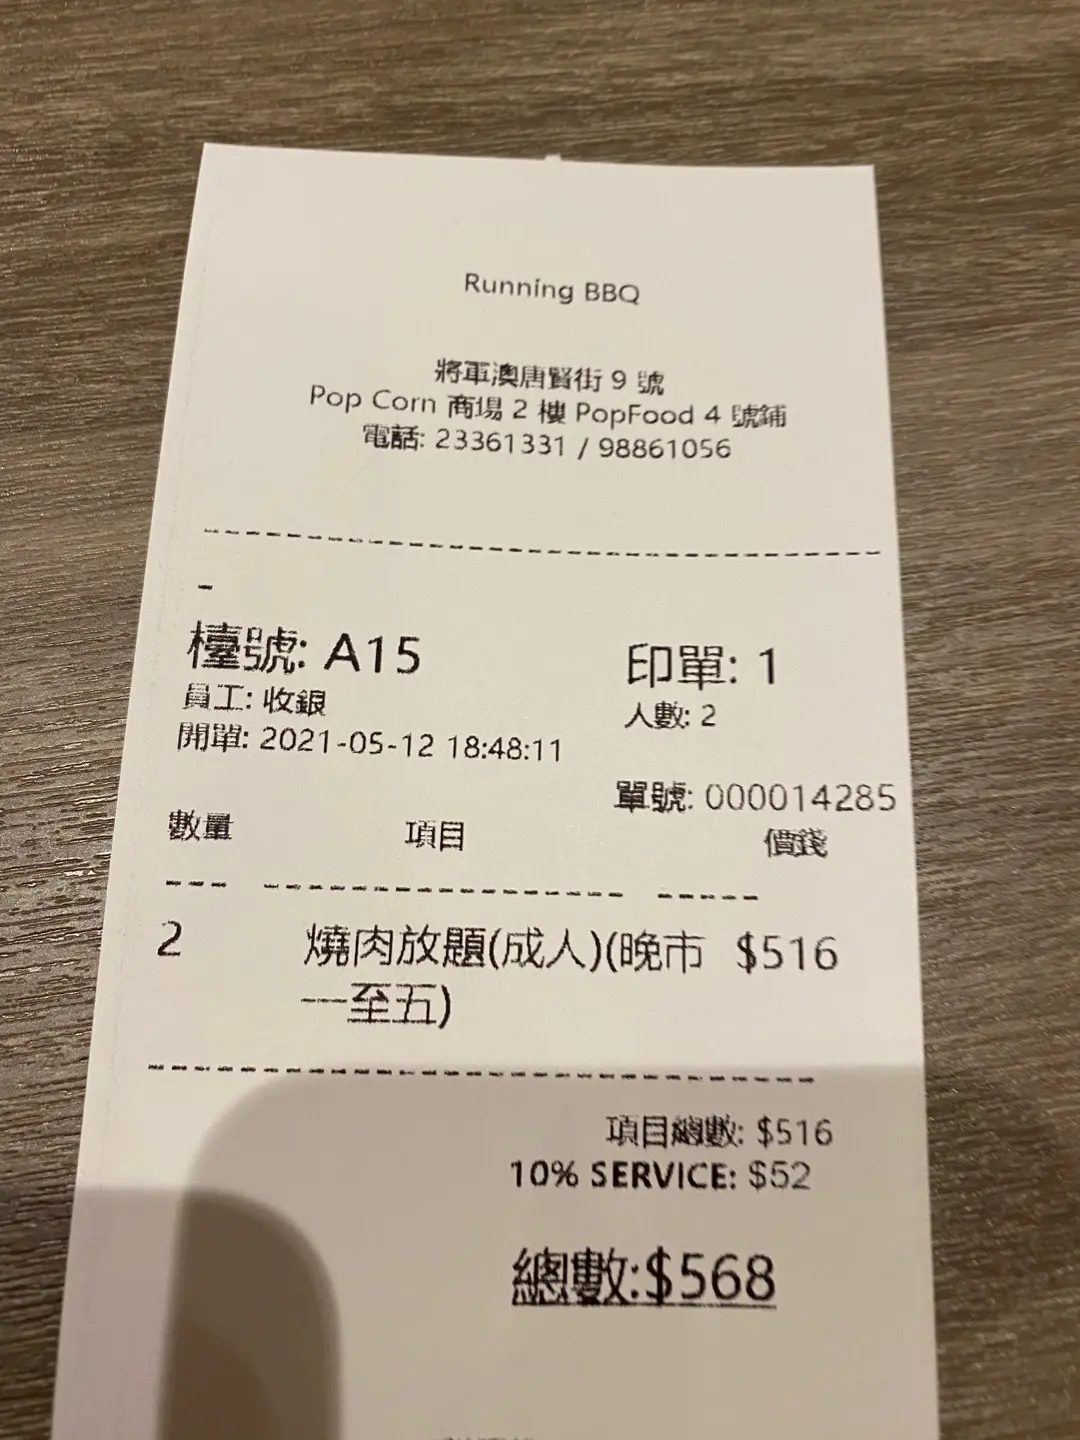 Running BBQ
將軍澳唐賢街 9 號
Pop Corn 商場 2 樓 PopFood 4 號鋪
電話: 23361331 / 98861056
-
檯號: A15 印單: 1
員工: 收銀 人數: 2
開單: 2021-05-12 18:48:11
單號: 000014285
數量 項目 價錢
2 燒肉放題(成人)(晚市 $516
一至五)
項目總數: $516
10% SERVICE: $52
總數:$568